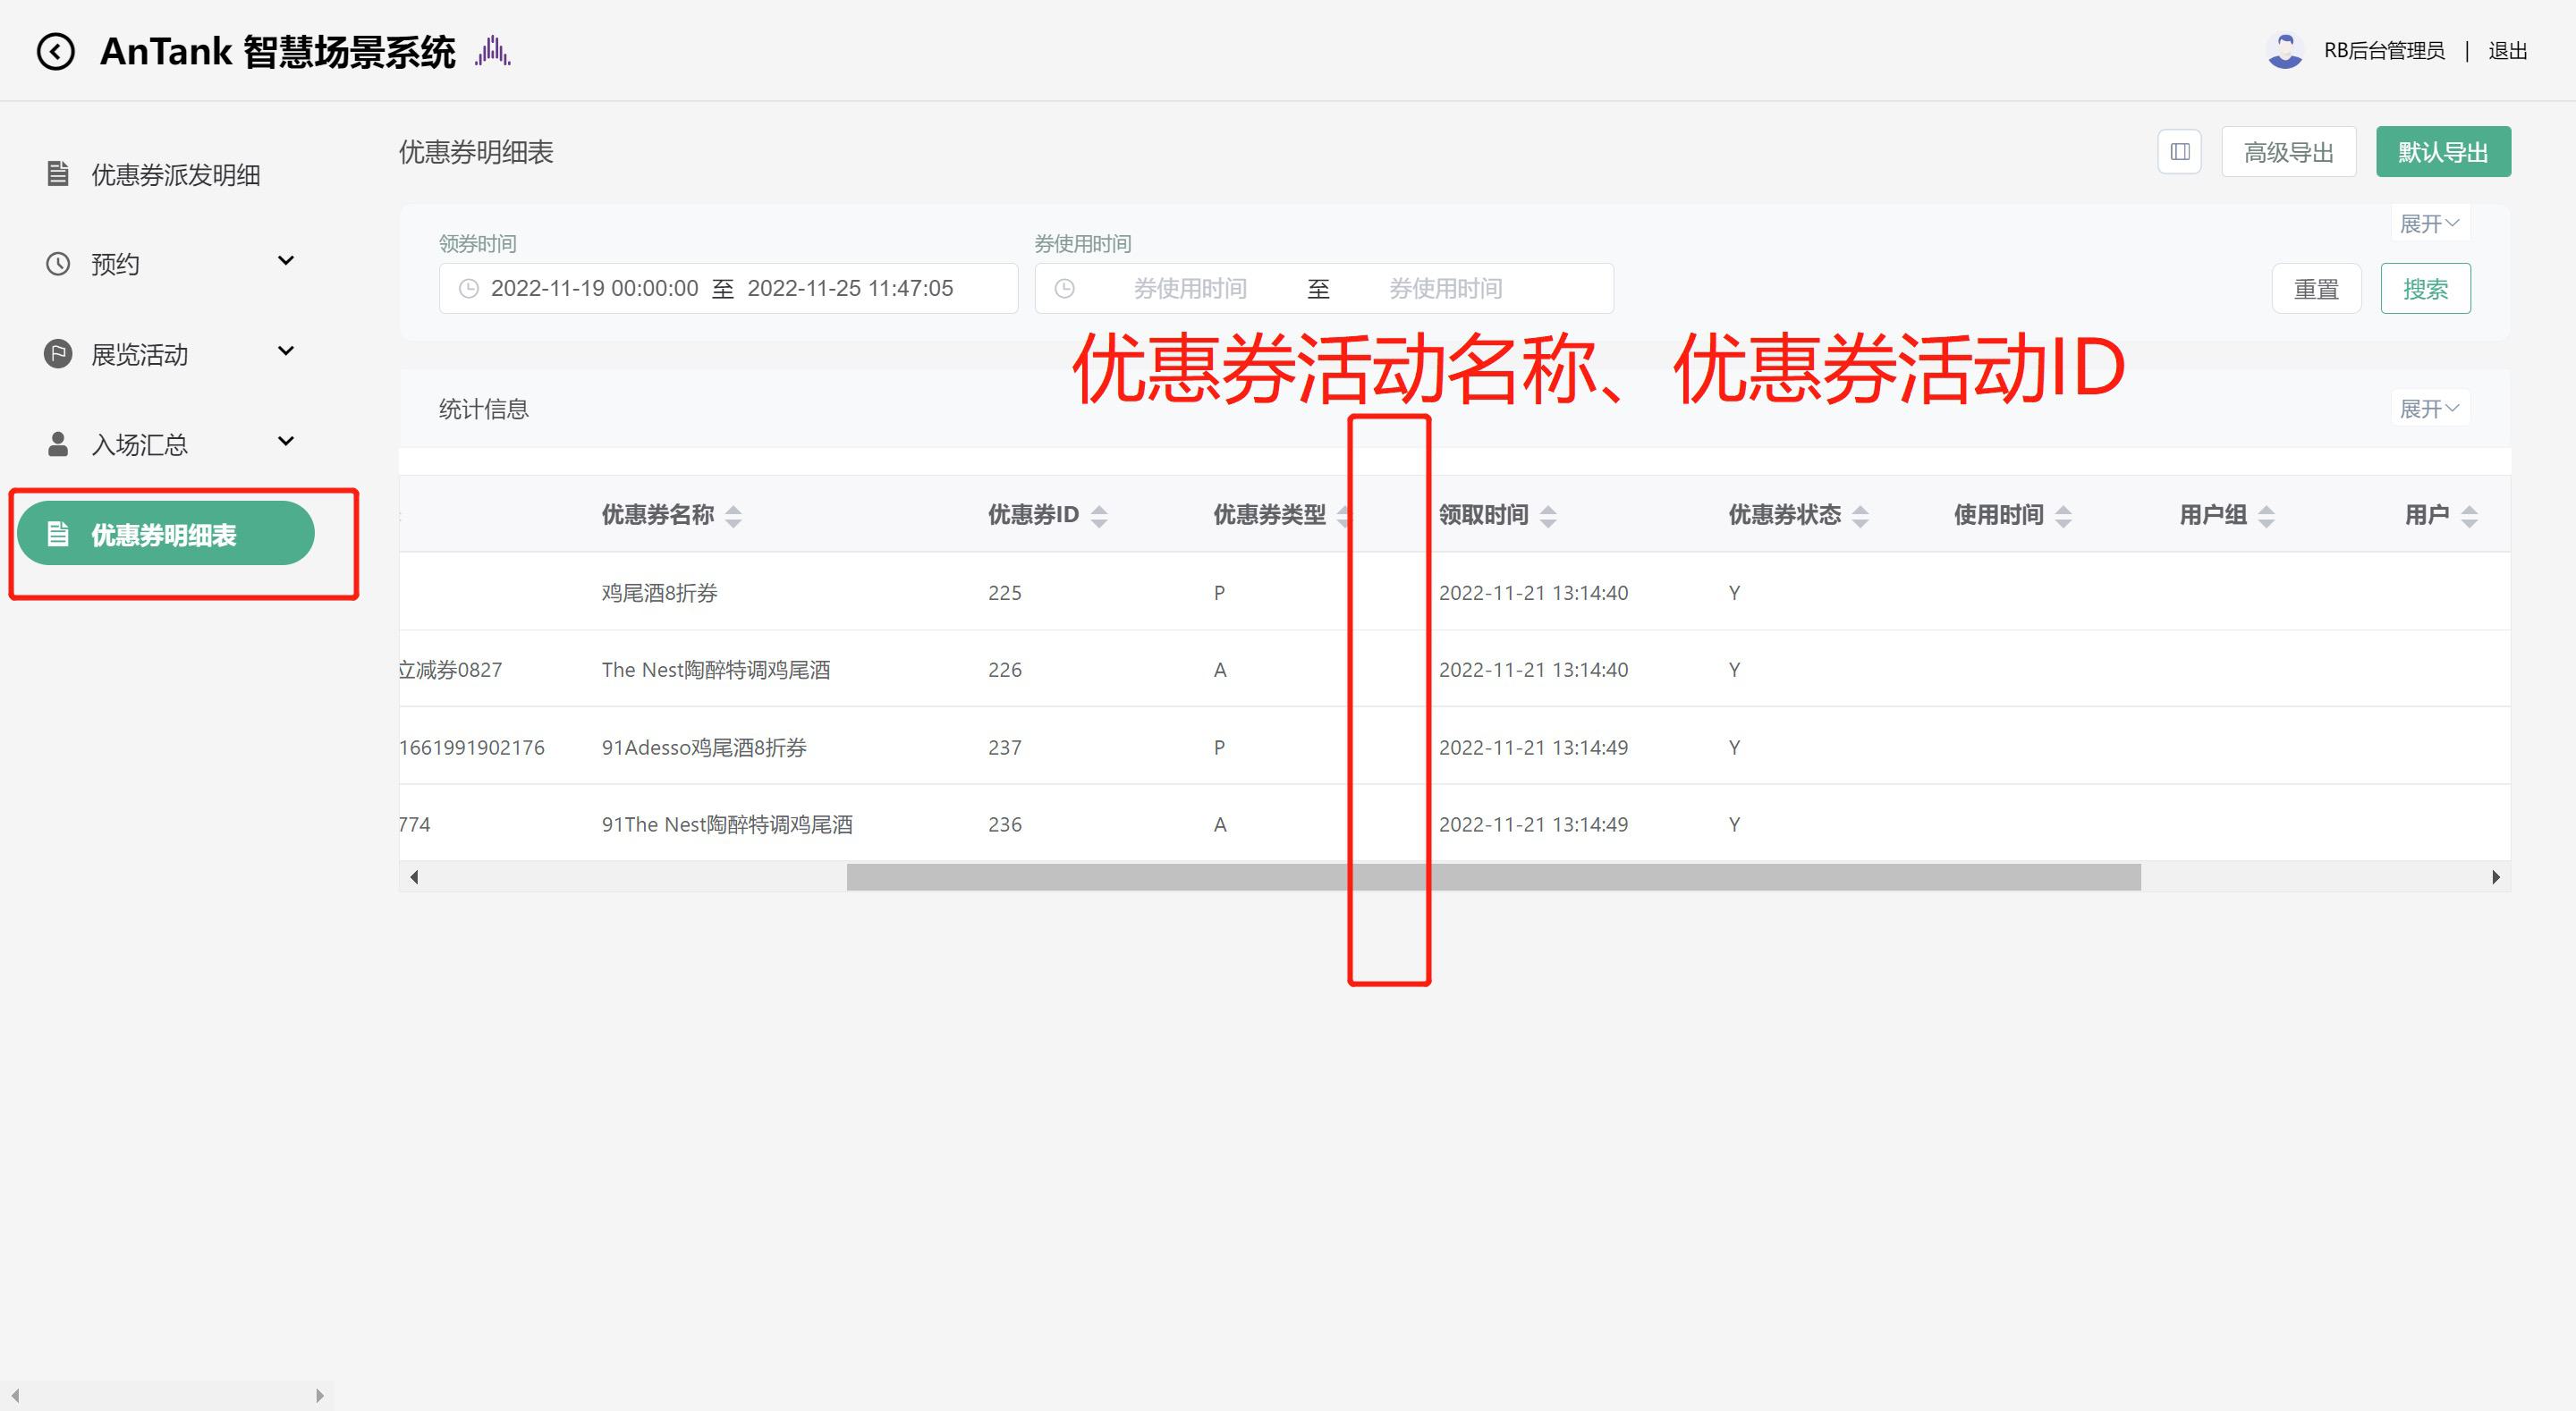 AnTank 智慧场景系统
RB后台管理员 | 退出
优惠券派发明细
预约
展览活动
入场汇总
优惠券明细表
优惠券明细表
高级导出
默认导出
展开
领券时间
券使用时间
2022-11-19 00:00:00 至 2022-11-25 11:47:05
券使用时间 至 券使用时间
重置
搜索
优惠券活动名称、优惠券活动ID
统计信息
展开
优惠券名称 优惠券ID 优惠券类型 领取时间 优惠券状态 使用时间 用户组 用户
鸡尾酒8折券 225 P 2022-11-21 13:14:40 Y
立减券0827 The Nest陶醉特调鸡尾酒 226 A 2022-11-21 13:14:40 Y
1661991902176 91Adesso鸡尾酒8折券 237 P 2022-11-21 13:14:49 Y
774 91The Nest陶醉特调鸡尾酒 236 A 2022-11-21 13:14:49 Y